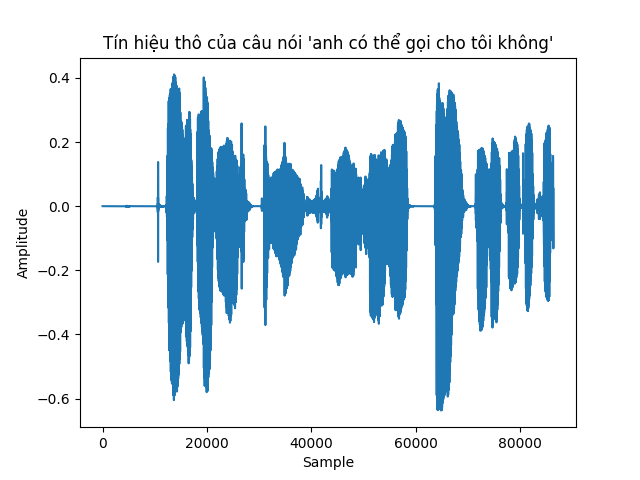 Tín hiệu thô của câu nói 'anh có thể gọi cho tôi không'
0.4
0.2
0.0
−0.2
−0.4
−0.6
Amplitude
0 20000 40000 60000 80000
Sample